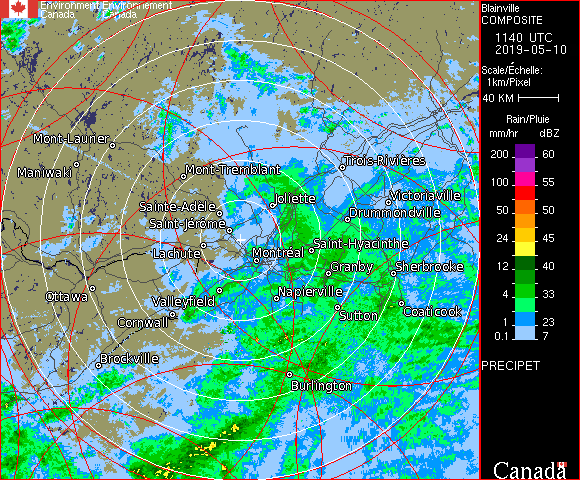 Environment Environnement
Canada Canada
Mont-Laurier
Maniwaki
Mont-Tremblant
Trois-Rivières
Sainte-Adèle
Joliette
Victoriaville
Saint-Jérôme
Drummondville
Lachute
Montréal
Saint-Hyacinthe
Granby
Sherbrooke
Ottawa
Valleyfield
Napierville
Cornwall
Sutton
Coaticook
Brockville
Burlington
Blainville
COMPOSITE
1140 UTC
2019-05-10
Scale/Échelle:
1km/Pixel
40 KM
Rain/Pluie
mm/hr dBZ
200 60
100 55
50 50
24 45
12 40
8 33
4 33
1 23
0.1 7
PRECIPET
Canada